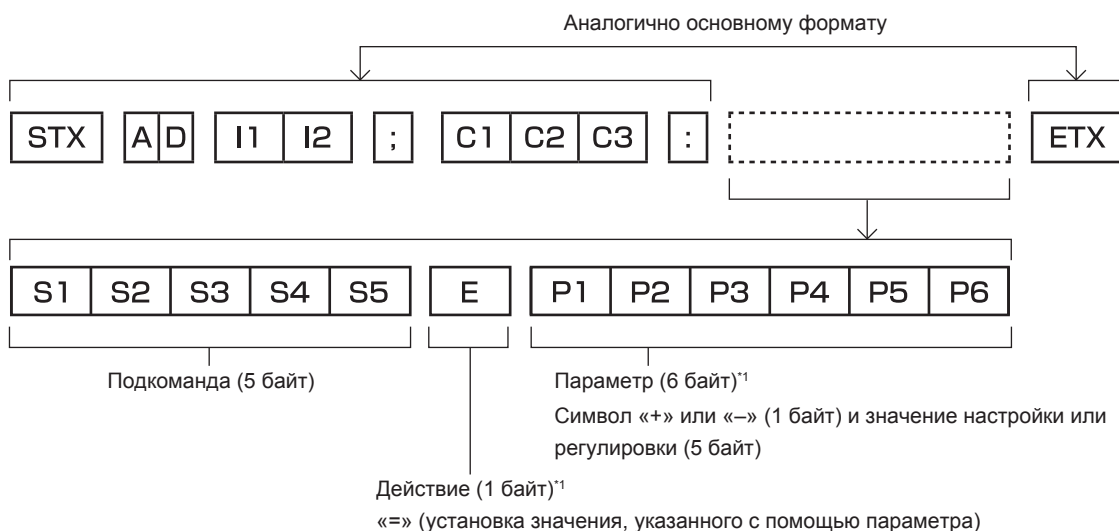 Аналогично основному формату
STX A D I1 I2 ; C1 C2 C3 : ETX
S1 S2 S3 S4 S5 E P1 P2 P3 P4 P5 P6
Подкоманда (5 байт)
Параметр (6 байт)*1
Символ «+» или «–» (1 байт) и значение настройки или
регулировки (5 байт)
Действие (1 байт)*1
«=» (установка значения, указанного с помощью параметра)